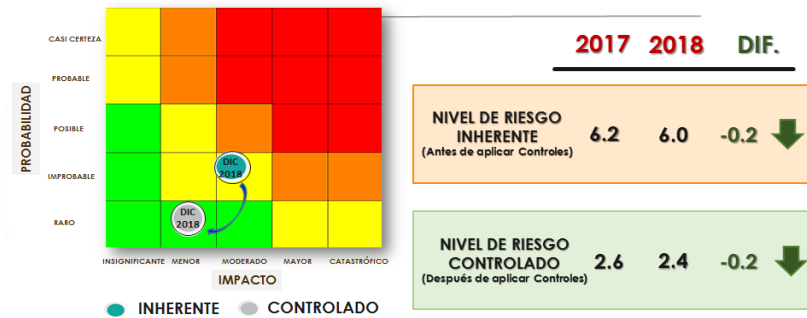 CASI CERTEZA
PROBABLE
POSIBLE
IMPROBABLE
RARO
PROBABILIDAD
DIC
2018
DIC
2018
INSIGNIFICANTE MENOR MODERADO MAYOR CATASTRÓFICO
IMPACTO
INHERENTE CONTROLADO
2017 2018 DIF.
NIVEL DE RIESGO
INHERENTE
(Antes de aplicar Controles)
6.2 6.0 -0.2
NIVEL DE RIESGO
CONTROLADO
(Después de aplicar Controles)
2.6 2.4 -0.2